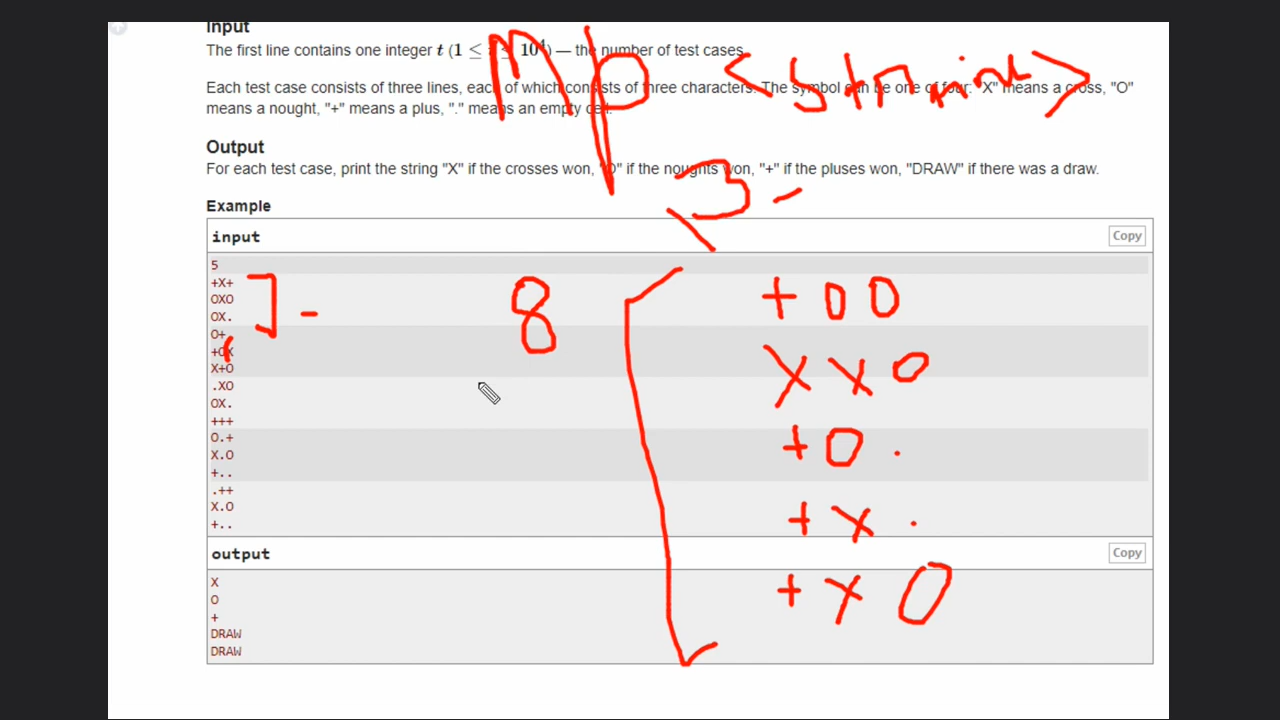 Input
The first line contains one integer t (1 ≤ 10⁴) — the number of test cases.
Each test case consists of three lines, each of which consists of three characters. The symbol can be one of four: "X" means a cross, "O"
means a nought, "+" means a plus, "." means an empty cell.
mp <string>
Output
For each test case, print the string "X" if the crosses won, "O" if the noughts won, "+" if the pluses won, "DRAW" if there was a draw.
3 -
Example
input
Copy
5
+X+
OXO
OX.
O+
+OX
X+O
.XO
OX.
+++
O.+
X.O
+..
.++
X.O
+..
] -
8
+OO
XXO
+O.
+X.
+XO
output
Copy
X
O
+
DRAW
DRAW